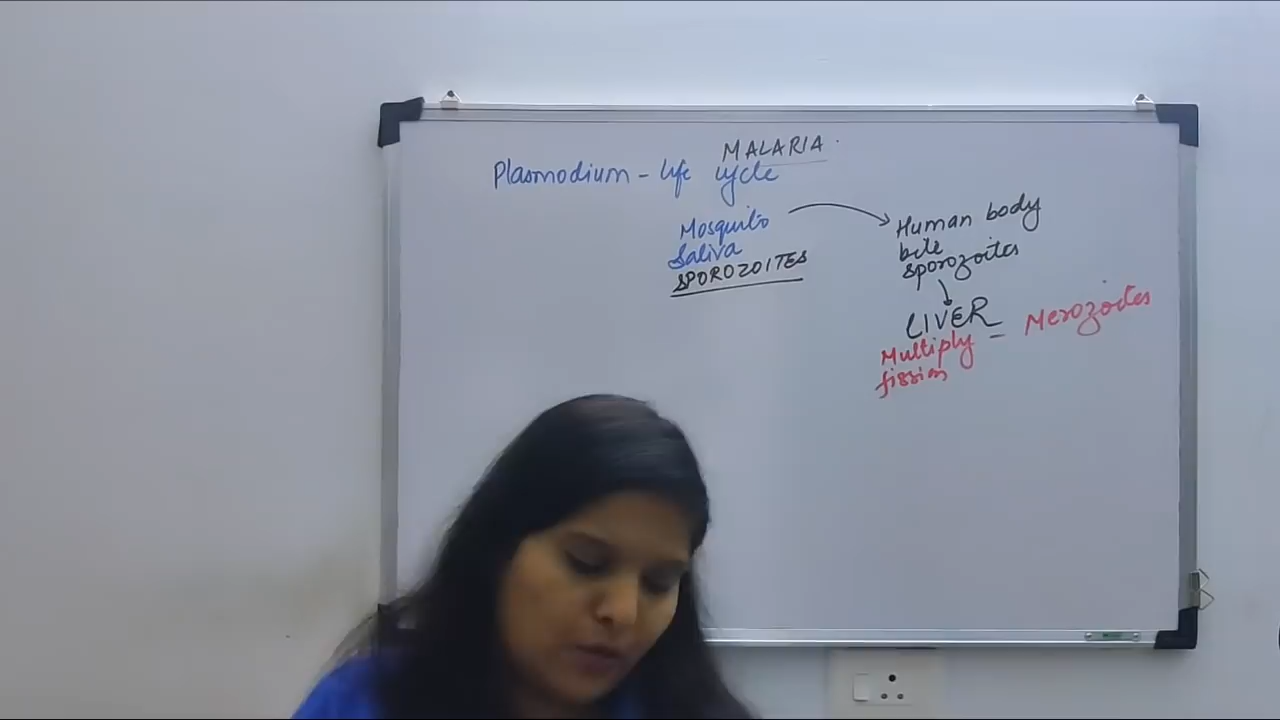 MALARIA
Plasmodium - life cycle
Mosquito
Saliva
SPOROZOITES
Human body
bite
sporozoites
LIVER
Multiply = Merozoites
fission